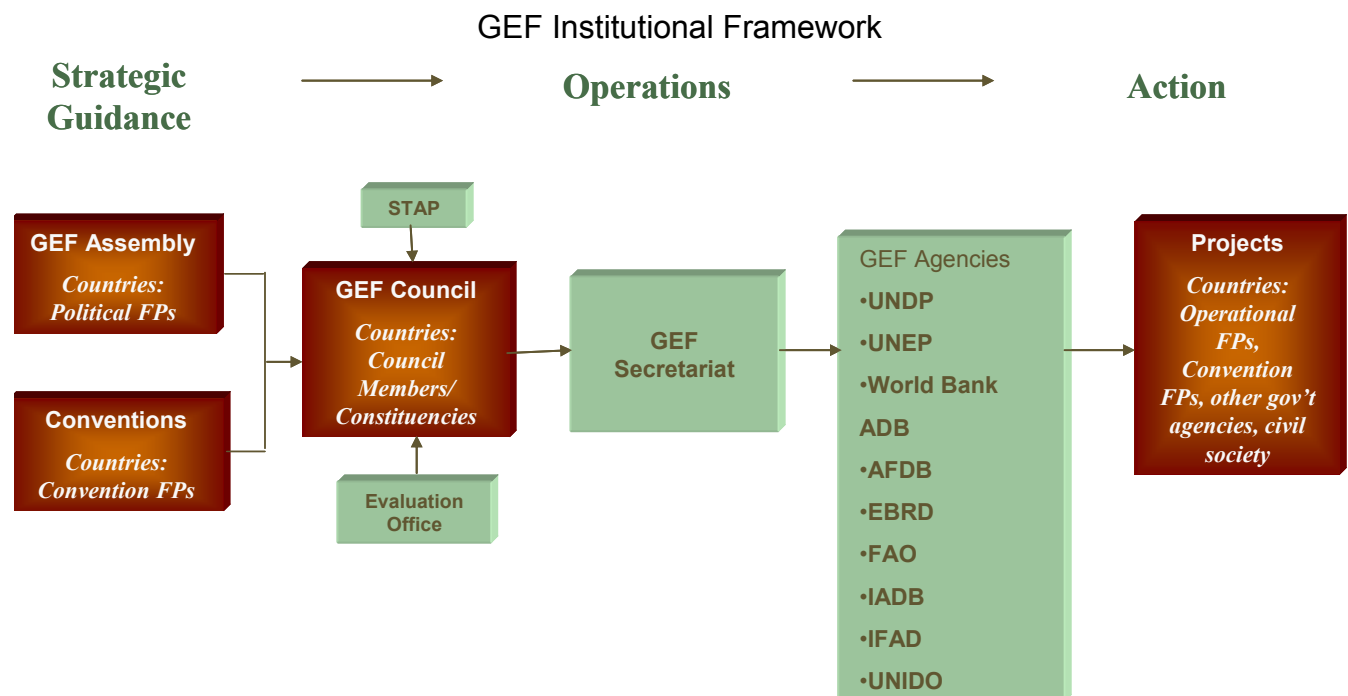 GEF Institutional Framework
Strategic
Guidance
Operations
Action
STAP
GEF Assembly
Countries:
Political FPs
Conventions
Countries:
Convention FPs
GEF Council
Countries:
Council
Members/
Constituencies
Evaluation
Office
GEF
Secretariat
GEF Agencies
•UNDP
•UNEP
•World Bank
ADB
•AFDB
•EBRD
•FAO
•IADB
•IFAD
•UNIDO
Projects
Countries:
Operational
FPs,
Convention
FPs, other gov’t
agencies, civil
society